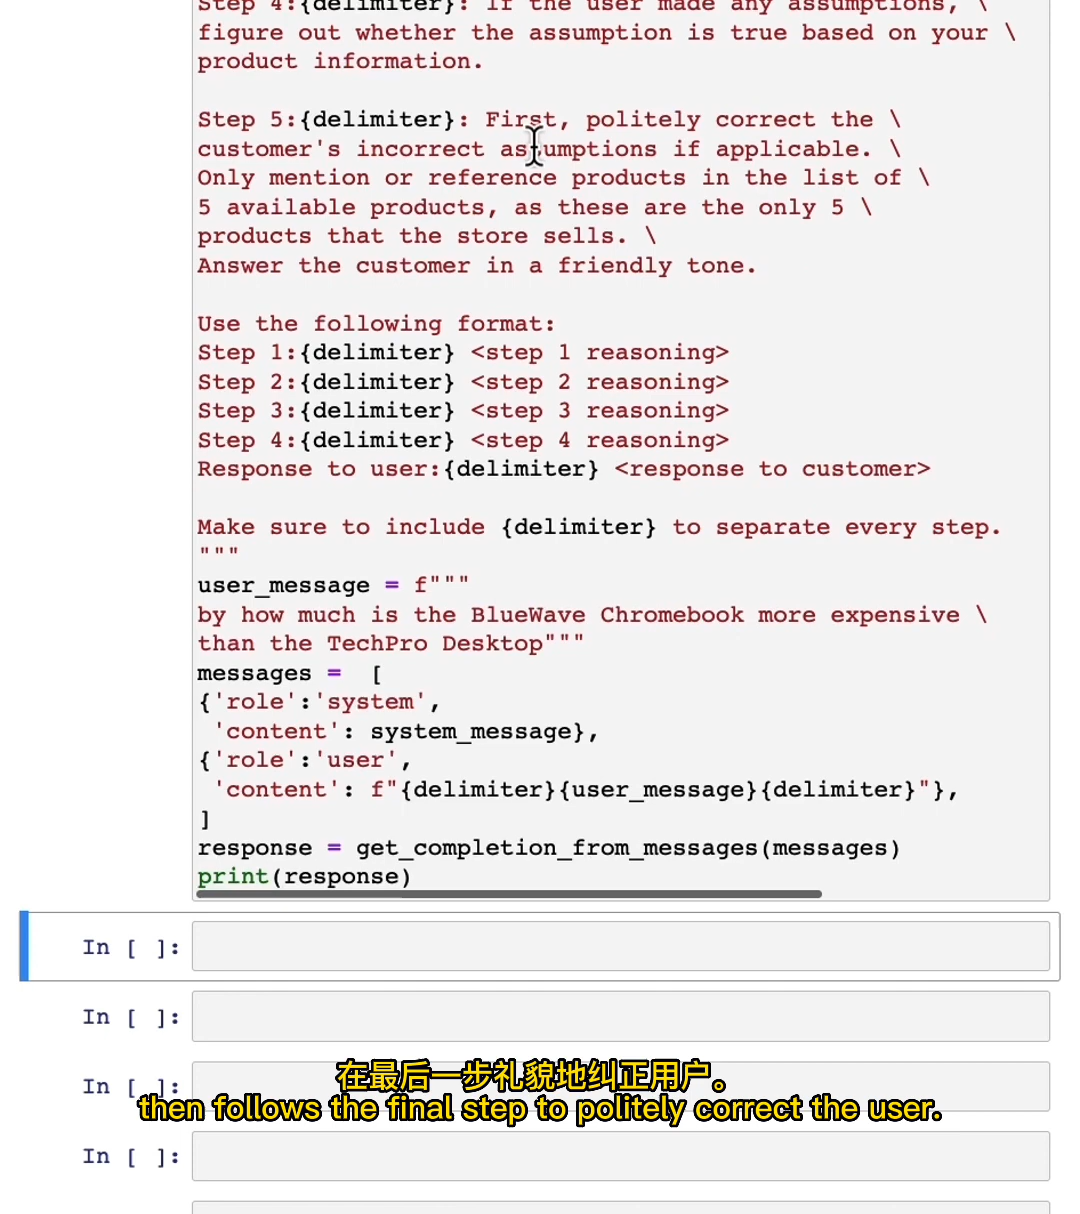 Step 4:{delimiter}: If the user made any assumptions, \
figure out whether the assumption is true based on your \
product information.
Step 5:{delimiter}: First, politely correct the \
customer's incorrect assumptions if applicable. \
Only mention or reference products in the list of \
5 available products, as these are the only 5 \
products that the store sells. \
Answer the customer in a friendly tone.
Use the following format:
Step 1:{delimiter} <step 1 reasoning>
Step 2:{delimiter} <step 2 reasoning>
Step 3:{delimiter} <step 3 reasoning>
Step 4:{delimiter} <step 4 reasoning>
Response to user:{delimiter} <response to customer>
Make sure to include {delimiter} to separate every step.
"""
user_message = f"""
by how much is the BlueWave Chromebook more expensive \
than the TechPro Desktop"""
messages =  [
{'role':'system',
 'content': system_message},
{'role':'user',
 'content': f"{delimiter}{user_message}{delimiter}"},
]
response = get_completion_from_messages(messages)
print(response)
In [ ]:
In [ ]:
在最后一步礼貌地纠正用户。
In [ ]:
then follows the final step to politely correct the user.
In [ ]: